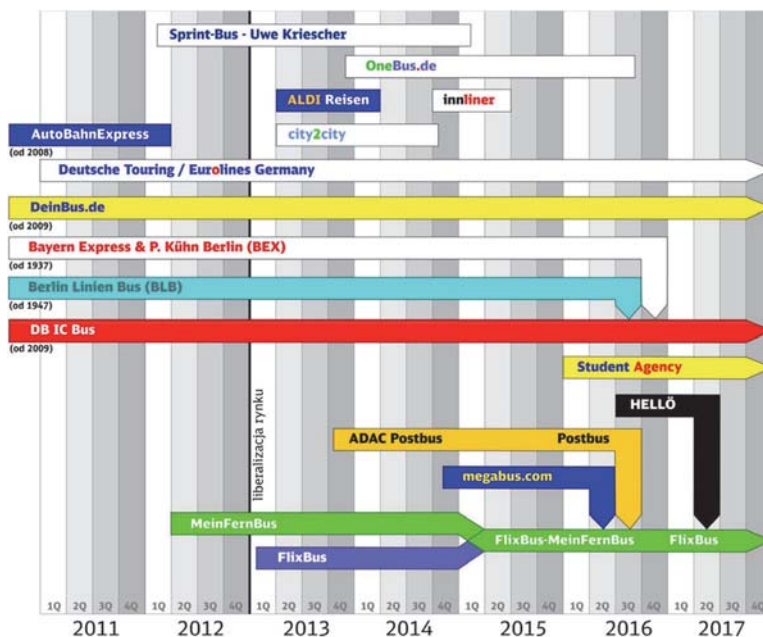 Sprint-Bus - Uwe Kriescher
OneBus.de
ALDI Reisen
innliner
AutoBahnExpress
city2city
(od 2008)
Deutsche Touring / Eurolines Germany
DeinBus.de
(od 2009)
Bayern Express & P. Kühn Berlin (BEX)
(od 1937)
Berlin Linien Bus (BLB)
(od 1947)
DB IC Bus
(od 2009)
Student Agency
HELLÖ
liberalizacja rynku
ADAC Postbus Postbus
megabus.com
MeinFernBus
FlixBus-MeinFernBus FlixBus
FlixBus
1Q 2Q 3Q 4Q 1Q 2Q 3Q 4Q 1Q 2Q 3Q 4Q 1Q 2Q 3Q 4Q 1Q 2Q 3Q 4Q 1Q 2Q 3Q 4Q 1Q 2Q 3Q 4Q
2011 2012 2013 2014 2015 2016 2017